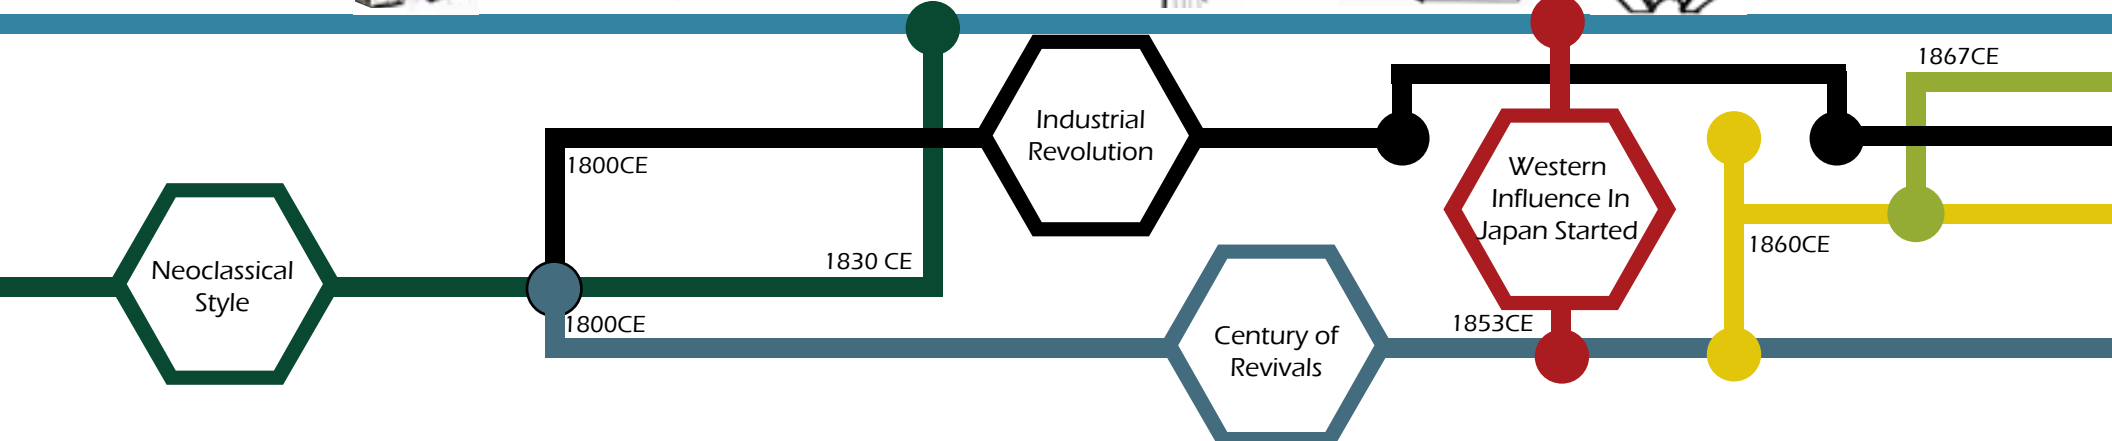 1867CE
Industrial
Revolution
1800CE
Western
Influence In
Japan Started
1860CE
1830 CE
Neoclassical
Style
1800CE
1853CE
Century of
Revivals